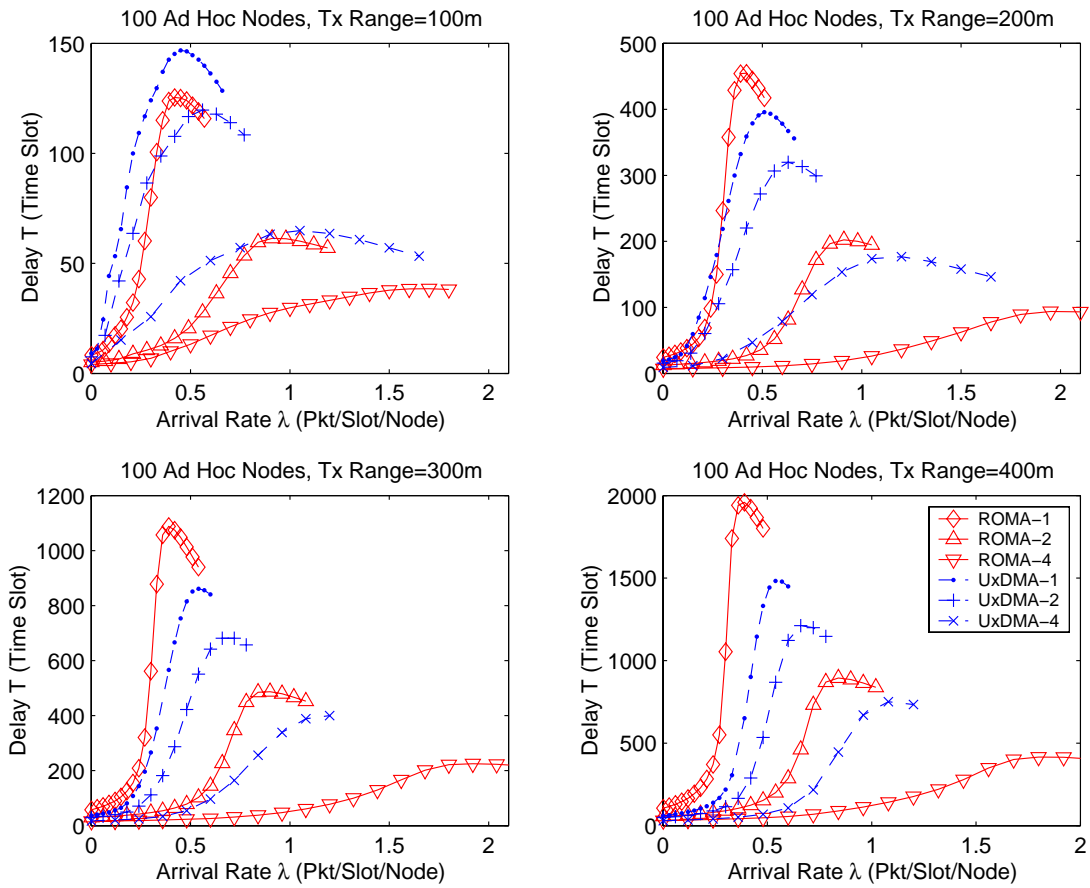 100 Ad Hoc Nodes, Tx Range=100m
150
100
50
0
Delay T (Time Slot)
0 0.5 1 1.5 2
Arrival Rate λ (Pkt/Slot/Node)
100 Ad Hoc Nodes, Tx Range=200m
500
400
300
200
100
0
Delay T (Time Slot)
0 0.5 1 1.5 2
Arrival Rate λ (Pkt/Slot/Node)
100 Ad Hoc Nodes, Tx Range=300m
1200
1000
800
600
400
200
0
Delay T (Time Slot)
0 0.5 1 1.5 2
Arrival Rate λ (Pkt/Slot/Node)
100 Ad Hoc Nodes, Tx Range=400m
2000
1500
1000
500
0
Delay T (Time Slot)
ROMA−1
ROMA−2
ROMA−4
UxDMA−1
UxDMA−2
UxDMA−4
0 0.5 1 1.5 2
Arrival Rate λ (Pkt/Slot/Node)